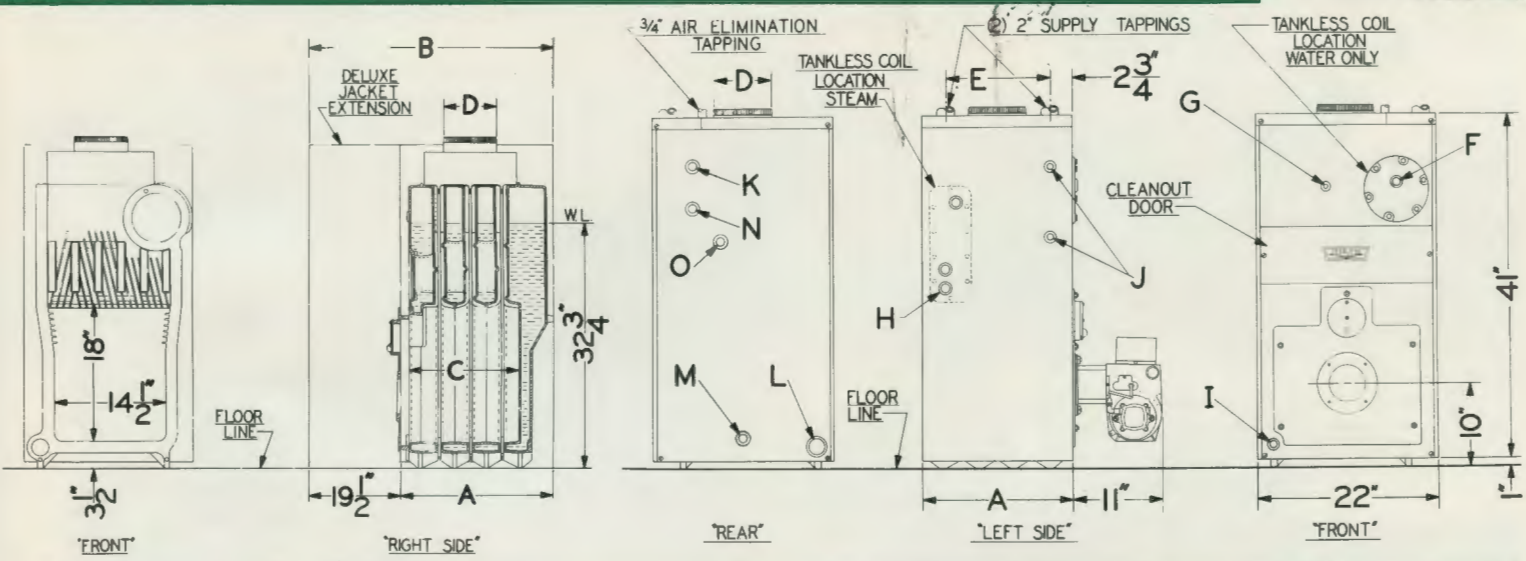 3/4" AIR ELIMINATION
TAPPING
(2) 2" SUPPLY TAPPINGS
TANKLESS COIL
LOCATION
WATER ONLY
B
DELUXE
JACKET
EXTENSION
D
D
TANKLESS COIL
LOCATION
STEAM
E
2 3/4"
G
F
K
N
O
W.L.
CLEANOUT
DOOR
J
H
41"
18"
14 1/2"
C
32 3/4"
M
L
I
10"
FLOOR
LINE
FLOOR
LINE
3 1/2"
19 1/2"
A
A
11"
22"
1"
"FRONT"
"RIGHT SIDE"
"REAR"
"LEFT SIDE"
"FRONT"